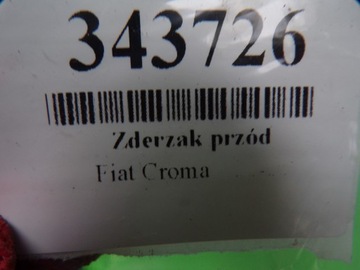 343726
Zderzak przód
Fiat Croma